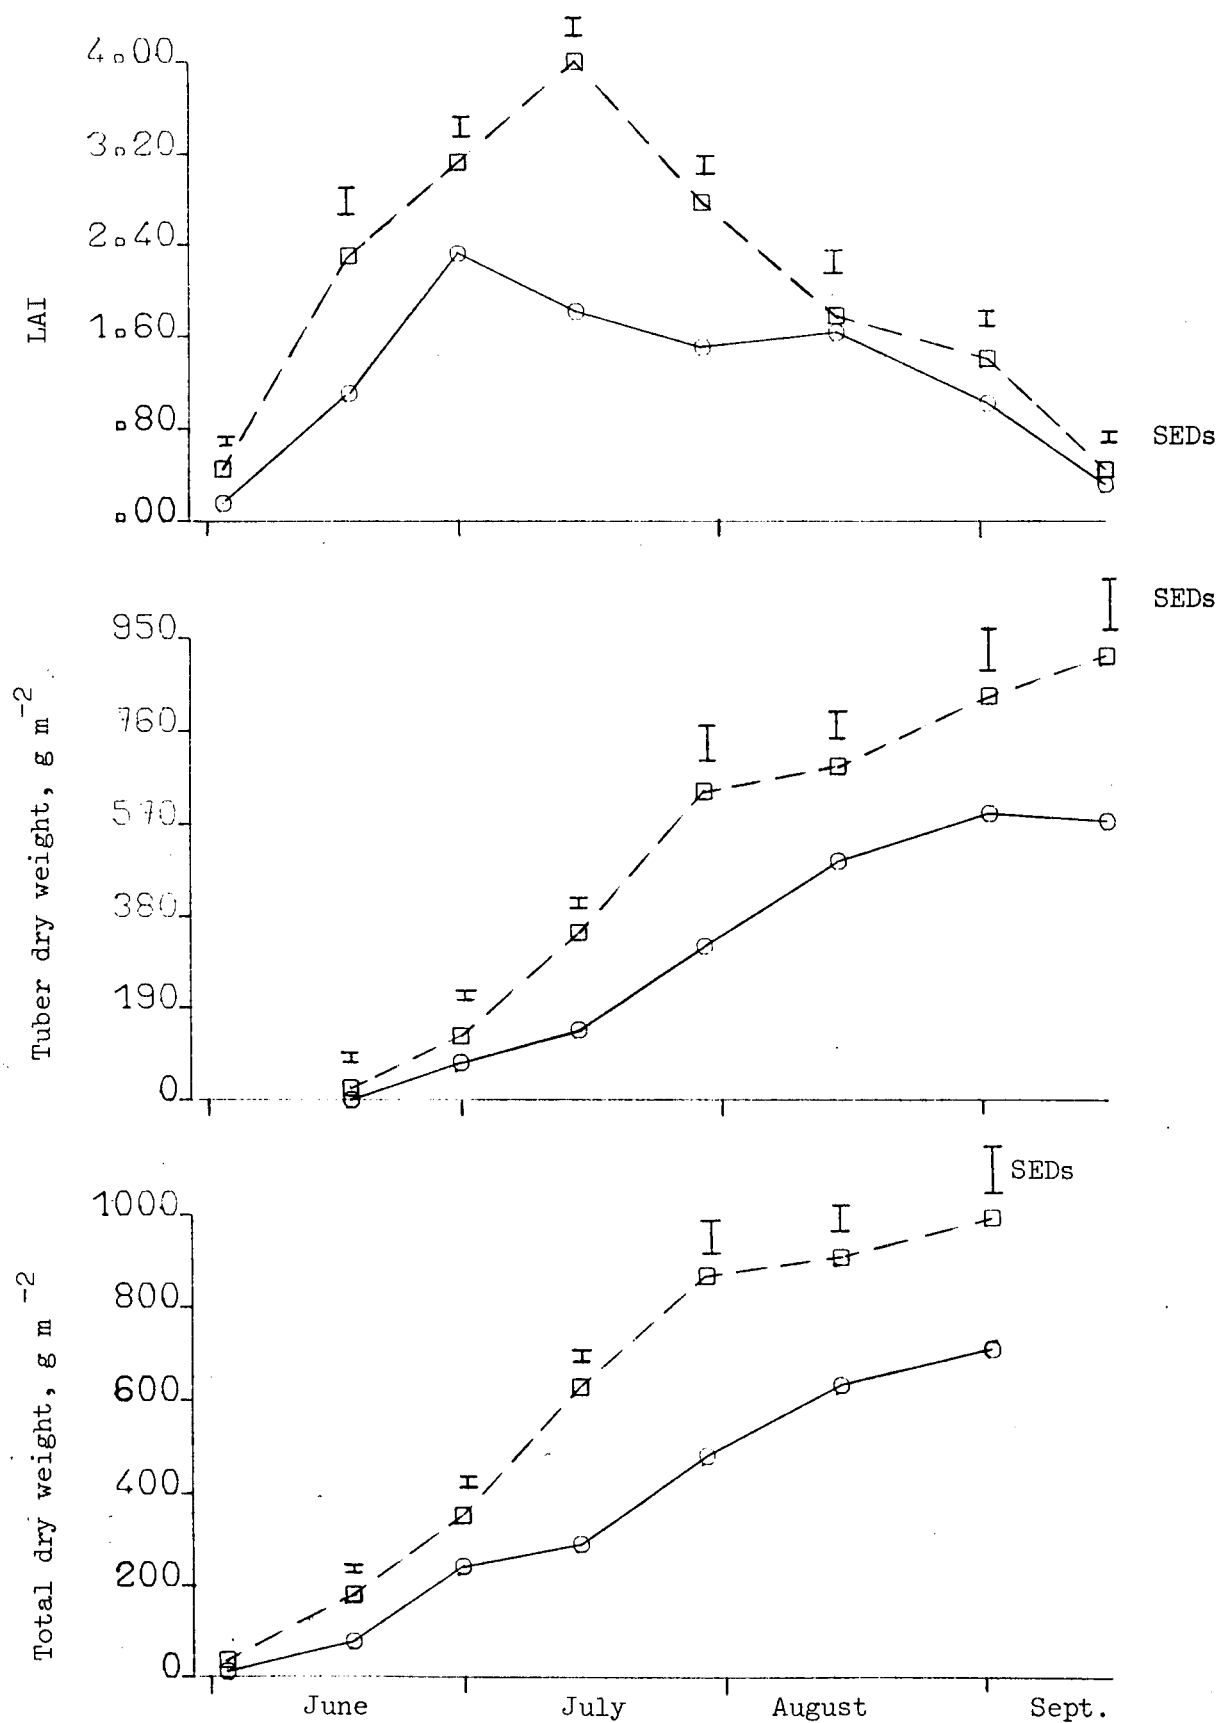 4.00
3.20
2.40
1.60
.80
.00
LAI
SEDs
950
760
570
380
190
0
Tuber dry weight, g m -2
SEDs
1000
800
600
400
200
0
Total dry weight, g m -2
SEDs
June July August Sept.